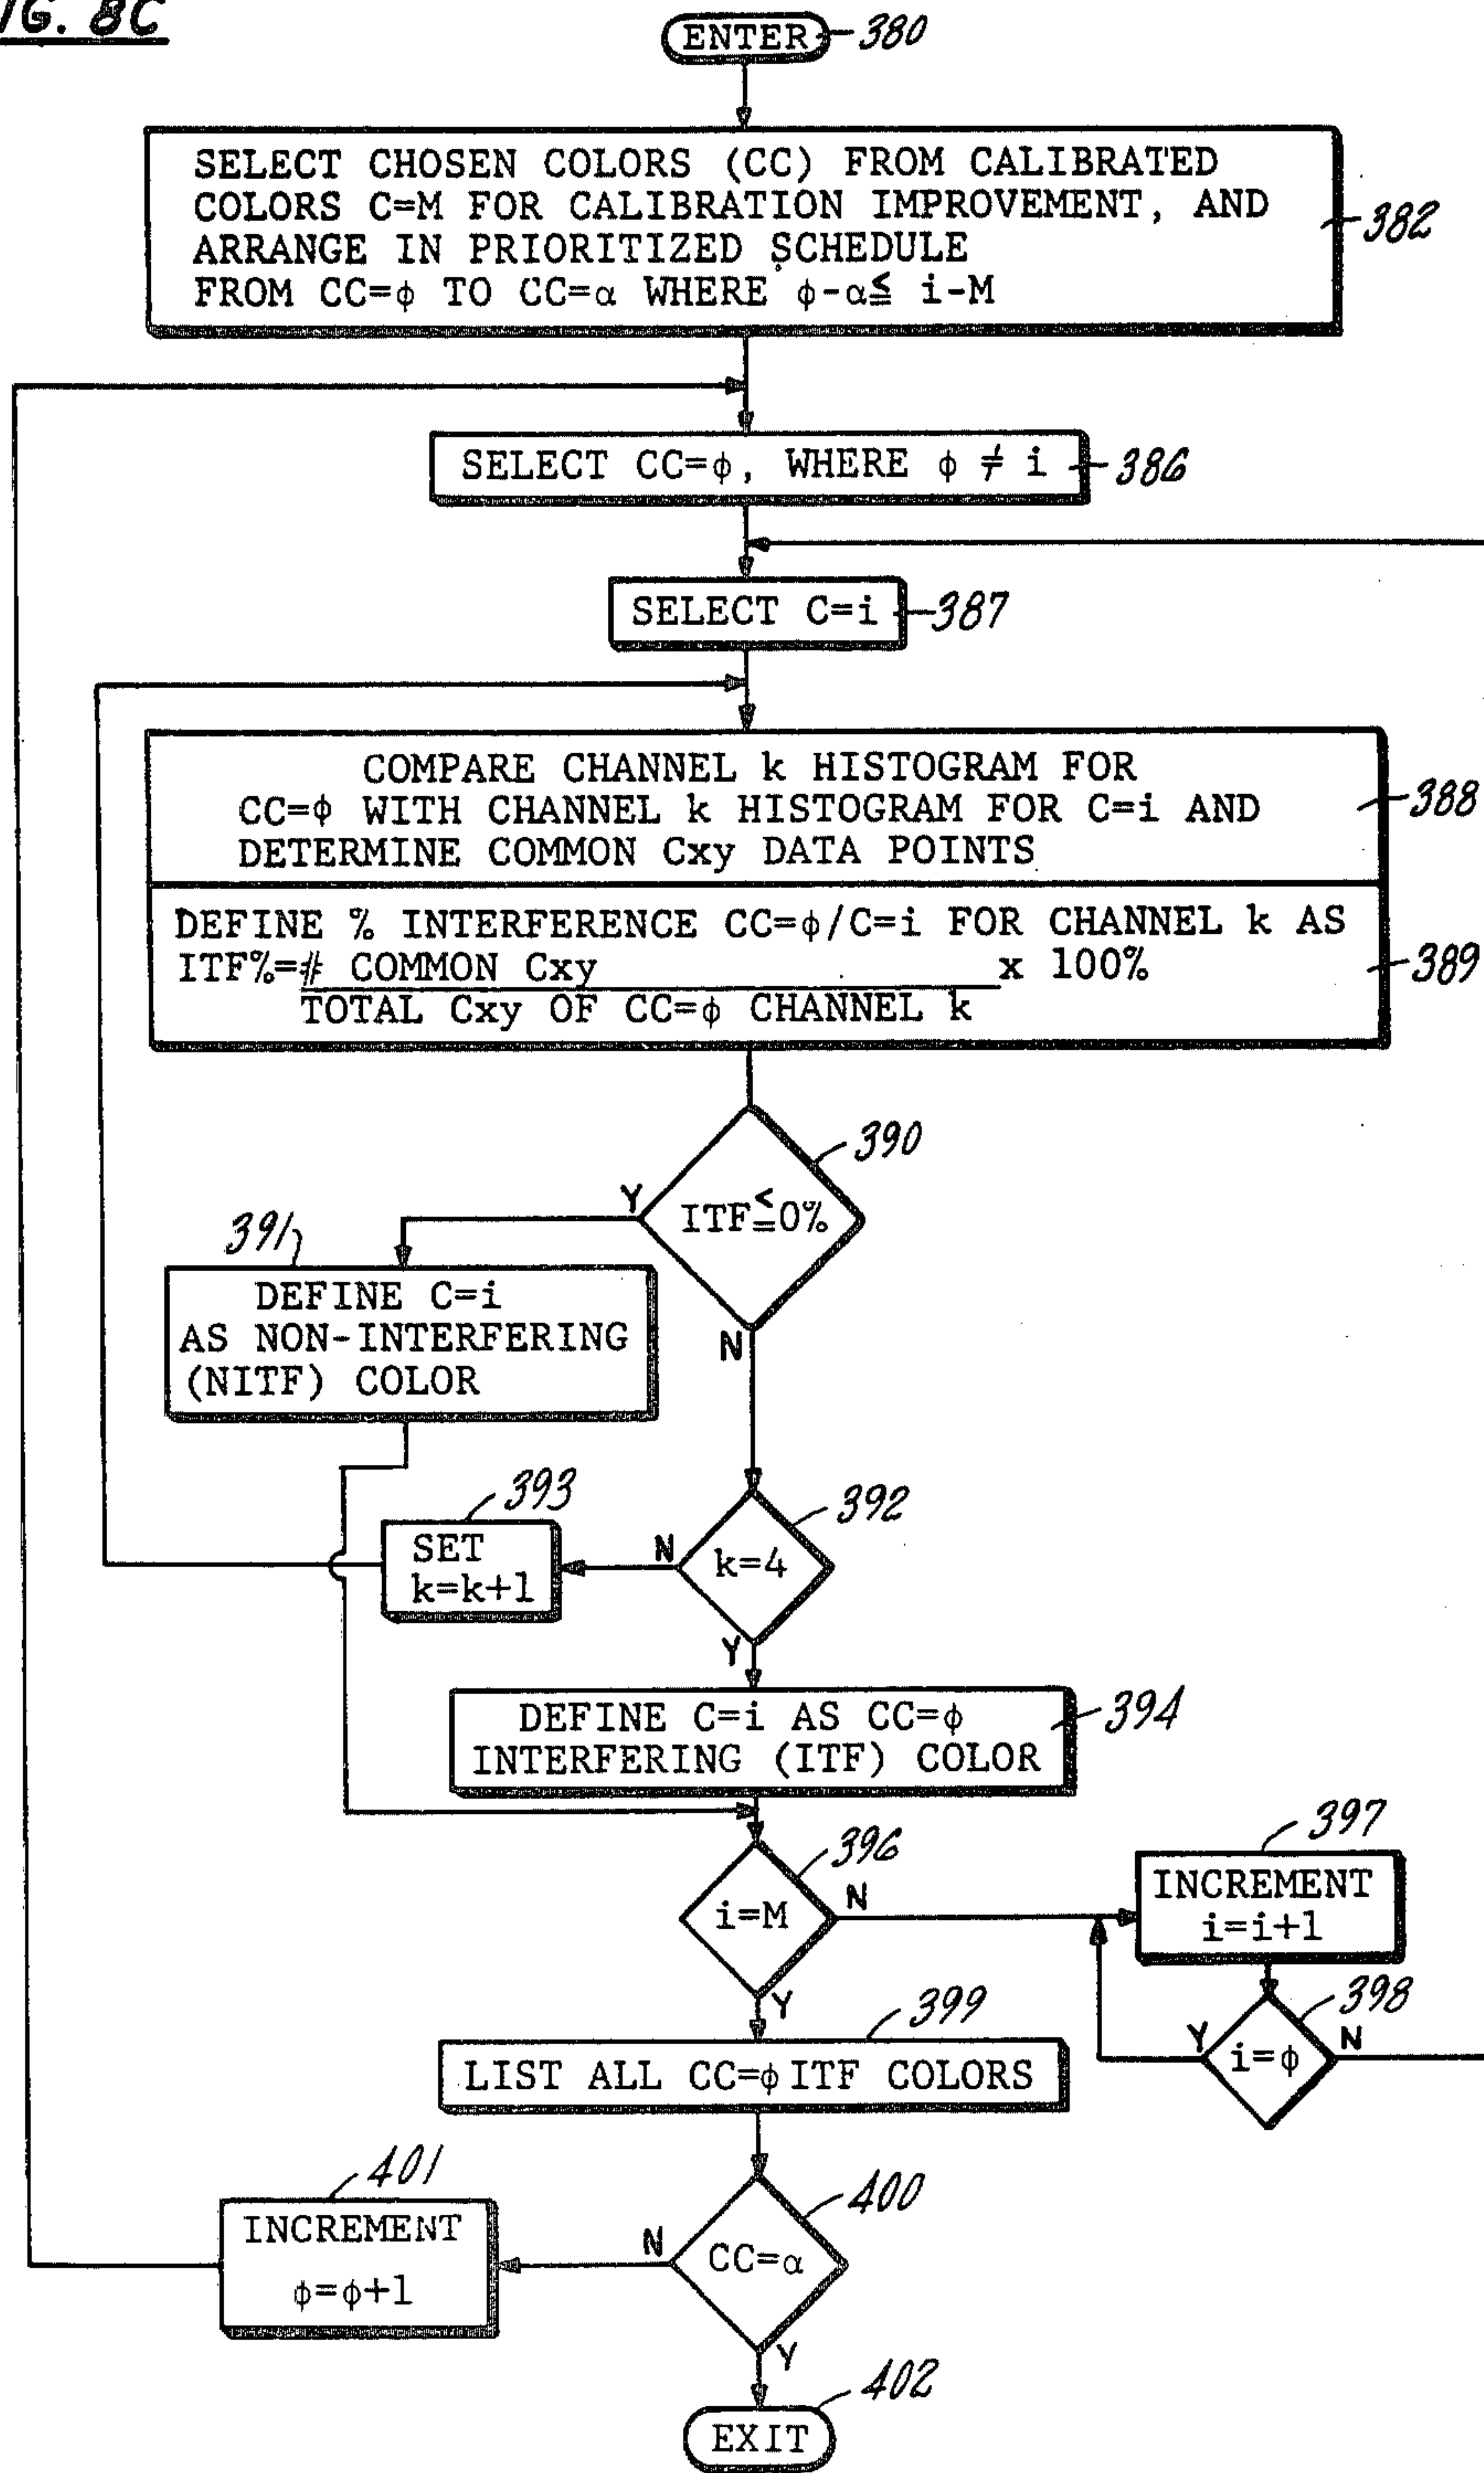 FIG. 8C
ENTER 380
SELECT CHOSEN COLORS (CC) FROM CALIBRATED
COLORS C=M FOR CALIBRATION IMPROVEMENT, AND
ARRANGE IN PRIORITIZED SCHEDULE
FROM CC=ϕ TO CC=α WHERE ϕ-α≦ i-M
382
SELECT CC=ϕ, WHERE ϕ ≠ i
386
SELECT C=i
387
COMPARE CHANNEL k HISTOGRAM FOR
CC=ϕ WITH CHANNEL k HISTOGRAM FOR C=i AND
DETERMINE COMMON Cxy DATA POINTS
388
DEFINE % INTERFERENCE CC=ϕ/C=i FOR CHANNEL k AS
ITF%=# COMMON Cxy x 100%
TOTAL Cxy OF CC=ϕ CHANNEL k
389
390
ITF≦0%
Y
N
391
DEFINE C=i
AS NON-INTERFERING
(NITF) COLOR
392
k=4
N
Y
393
SET
k=k+1
DEFINE C=i AS CC=ϕ
INTERFERING (ITF) COLOR
394
396
i=M
N
Y
397
INCREMENT
i=i+1
398
i=ϕ
Y
N
399
LIST ALL CC=ϕ ITF COLORS
400
CC=α
N
Y
401
INCREMENT
ϕ=ϕ+1
402
EXIT